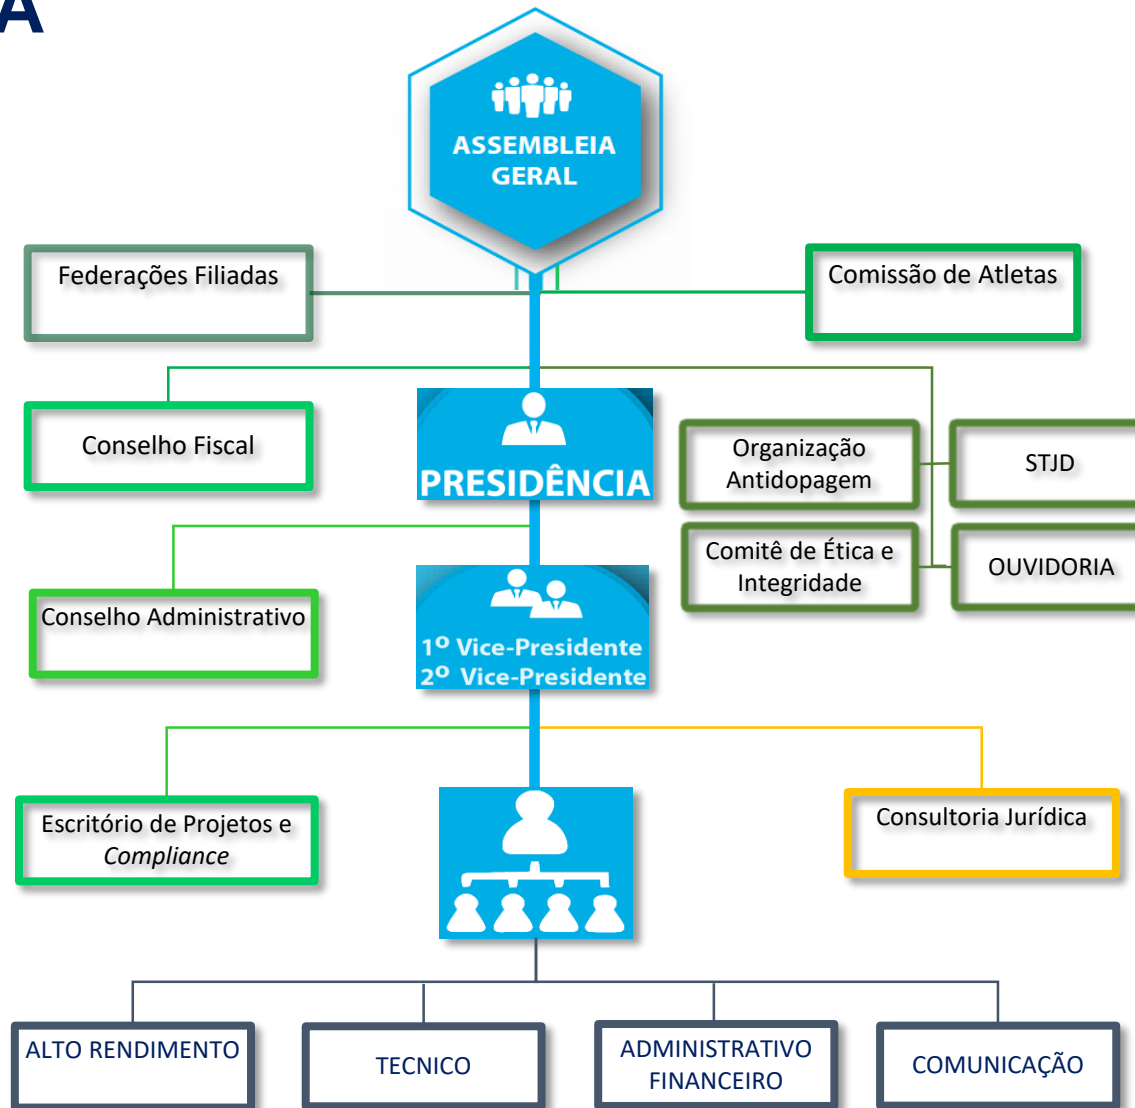 A
ASSEMBLEIA
GERAL
Federações Filiadas
Comissão de Atletas
Conselho Fiscal
PRESIDÊNCIA
Organização
Antidopagem
STJD
Comitê de Ética e
Integridade
OUVIDORIA
Conselho Administrativo
1º Vice-Presidente
2º Vice-Presidente
Escritório de Projetos e
Compliance
Consultoria Jurídica
ALTO RENDIMENTO
TECNICO
ADMINISTRATIVO
FINANCEIRO
COMUNICAÇÃO